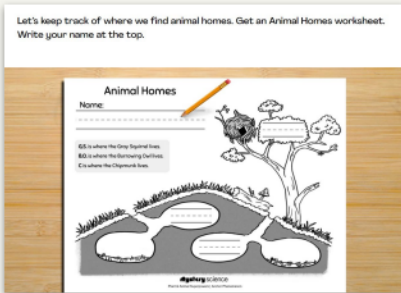 Let's keep track of where we find animal homes. Get an Animal Homes worksheet.
Write your name at the top.
Animal Homes
Name:
G.S. is where the Gray Squirrel lives.
B.O. is where the Burrowing Owl lives.
C is where the Chipmunk lives.
Mystery science